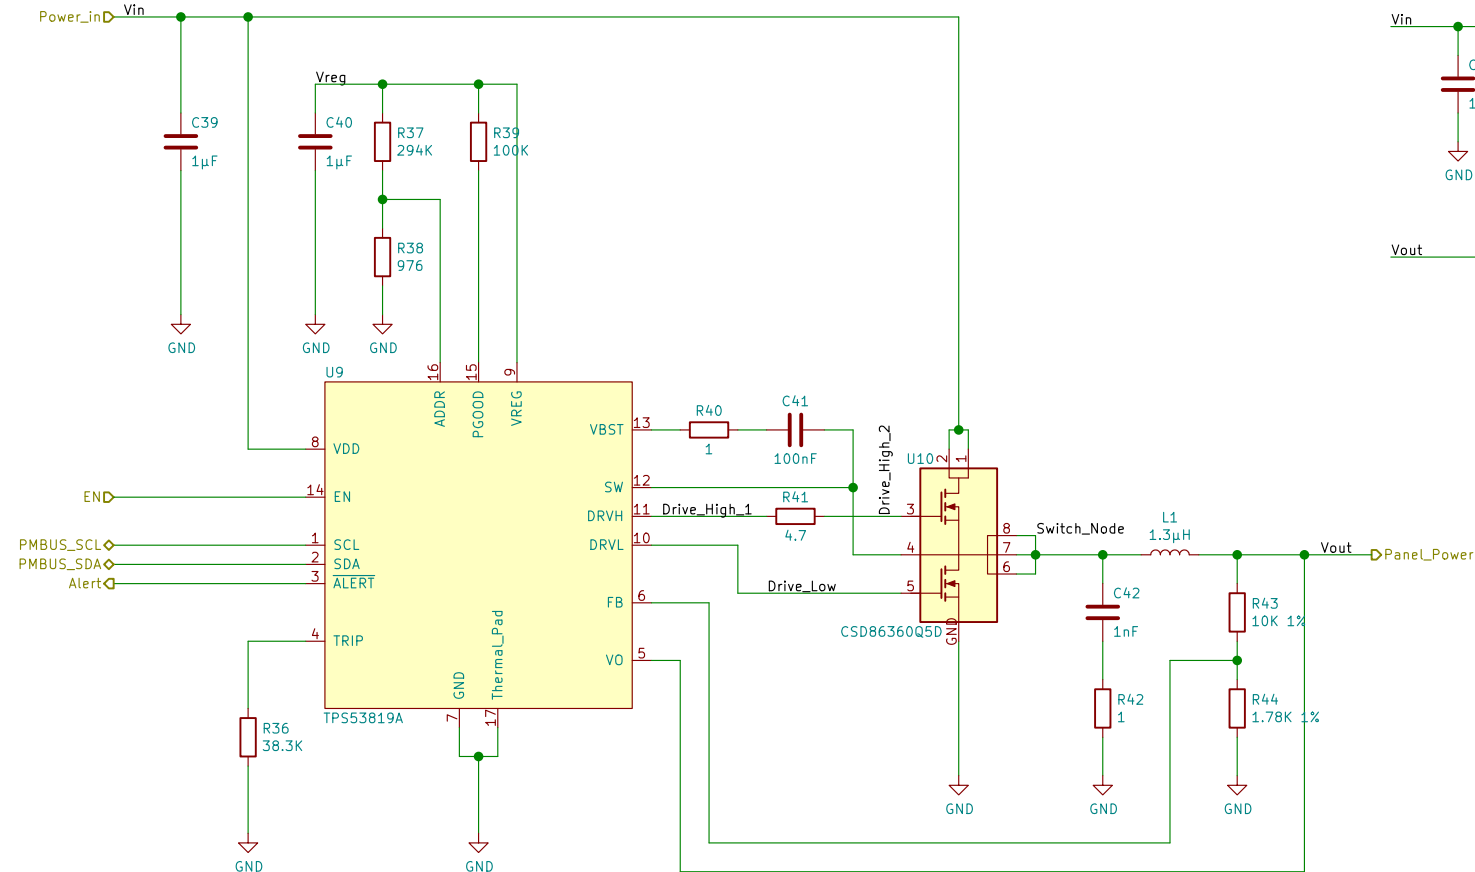 Power_in
Vin
Vin
Vreg
C39
1µF
C40
1µF
R37
294K
R39
100K
C
1
GND
R38
976
Vout
GND
GND
GND
U9
16
15
9
ADDR
PGOOD
VREG
8
VDD
EN
14
EN
PMBUS_SCL
1
SCL
PMBUS_SDA
2
SDA
Alert
3
ALERT
4
TRIP
VBST
13
SW
12
DRVH
11
DRVL
10
FB
6
VO
5
GND
Thermal_Pad
7
17
TPS53819A
R36
38.3K
GND
GND
R40
1
C41
100nF
Drive_High_1
R41
4.7
Drive_High_2
Drive_Low
U10
2
1
3
4
5
8
7
6
GND
CSD86360Q5D
GND
Switch_Node
L1
1.3µH
Vout
Panel_Power
C42
1nF
R42
1
GND
R43
10K 1%
R44
1.78K 1%
GND